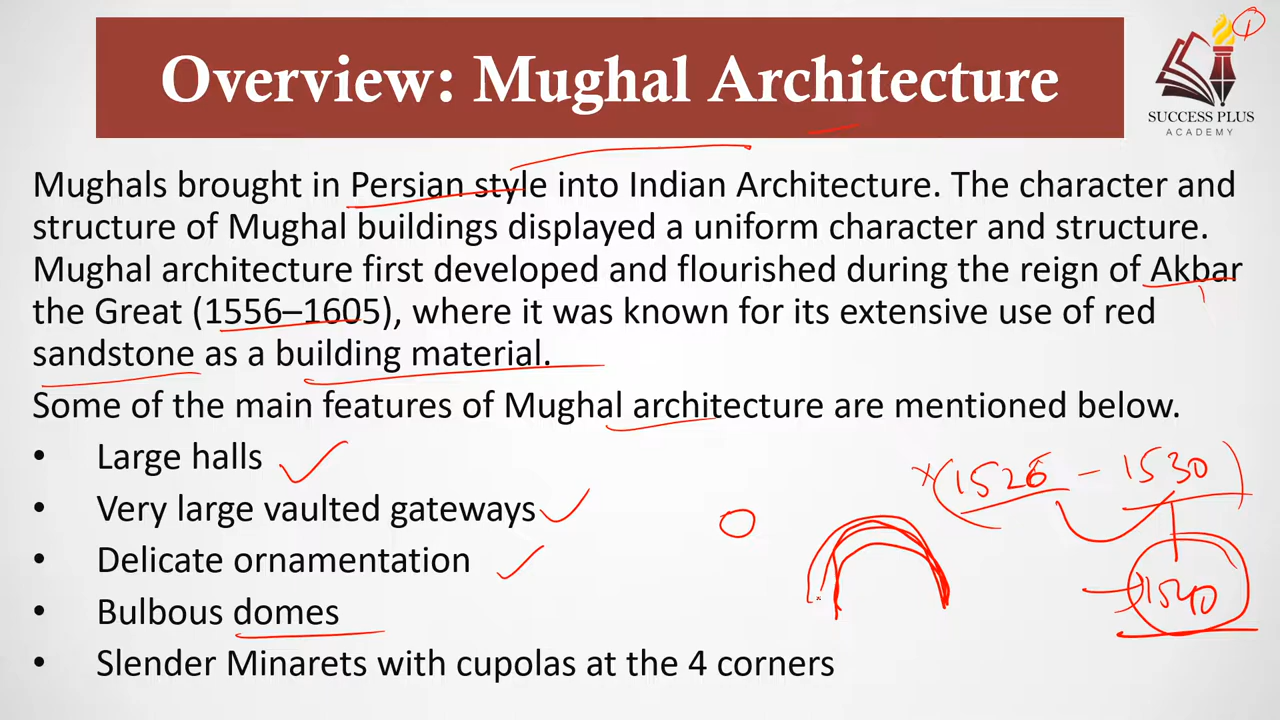 Overview: Mughal Architecture
SUCCESS PLUS
ACADEMY
Mughals brought in Persian style into Indian Architecture. The character and
structure of Mughal buildings displayed a uniform character and structure.
Mughal architecture first developed and flourished during the reign of Akbar
the Great (1556–1605), where it was known for its extensive use of red
sandstone as a building material.
Some of the main features of Mughal architecture are mentioned below.
• Large halls
• Very large vaulted gateways
• Delicate ornamentation
• Bulbous domes
• Slender Minarets with cupolas at the 4 corners
(1526 – 1530)
1540
1